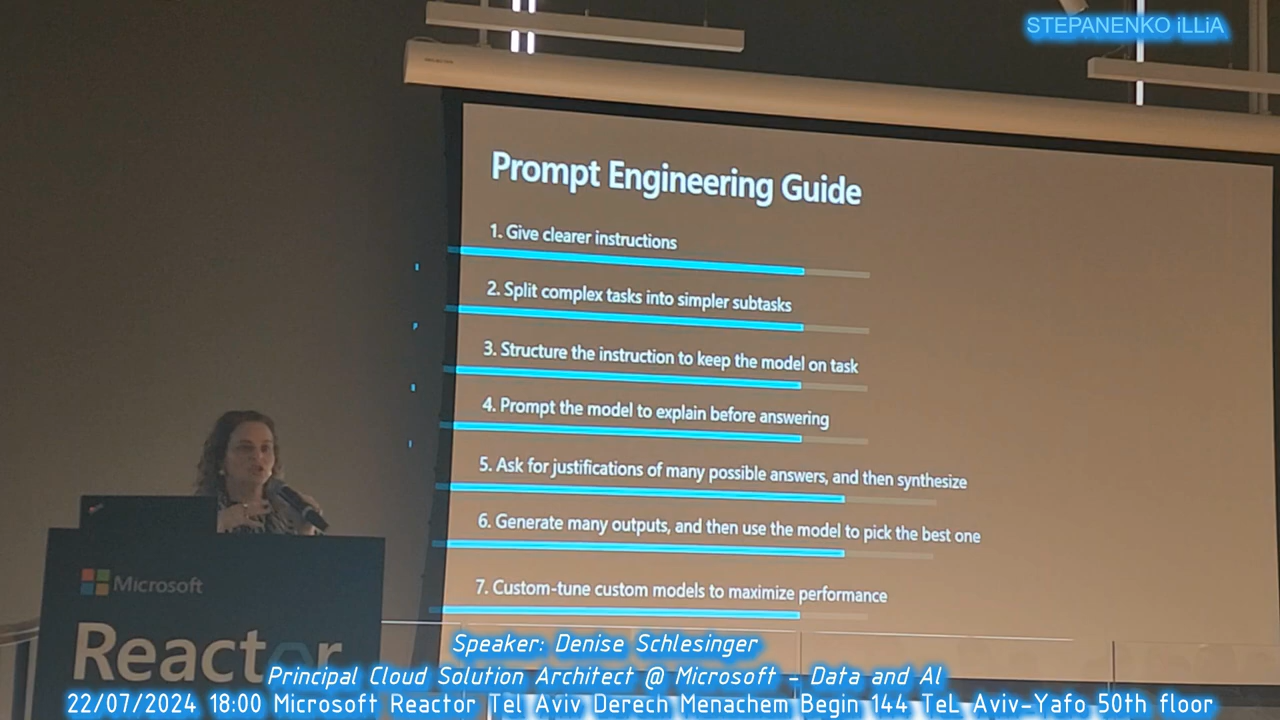 STEPANENKO iLLiA
Prompt Engineering Guide
1. Give clearer instructions
2. Split complex tasks into simpler subtasks
3. Structure the instruction to keep the model on task
4. Prompt the model to explain before answering
5. Ask for justifications of many possible answers, and then synthesize
6. Generate many outputs, and then use the model to pick the best one
7. Custom-tune custom models to maximize performance
Microsoft
Reactor
Speaker: Denise Schlesinger
Principal Cloud Solution Architect @ Microsoft - Data and AI
22/07/2024 18:00 Microsoft Reactor Tel Aviv Derech Menachem Begin 144 TeL Aviv-Yafo 50th floor